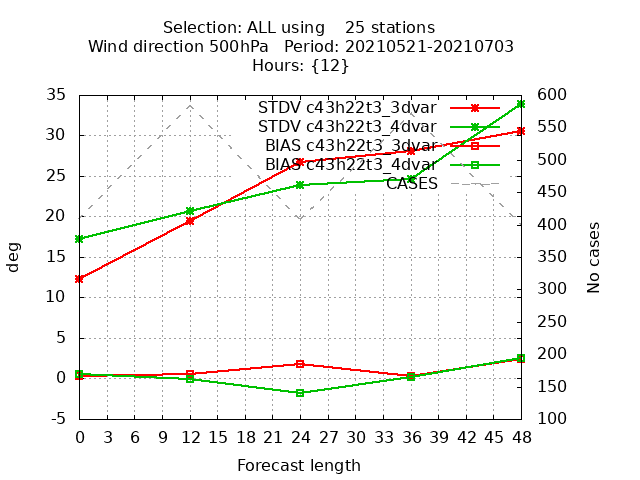 Selection: ALL using    25 stations
Wind direction 500hPa   Period: 20210521-20210703
Hours: {12}
STDV c43h22t3_3dvar
STDV c43h22t3_4dvar
BIAS c43h22t3_3dvar
BIAS c43h22t3_4dvar
CASES
35
30
25
20
15
10
5
0
-5
deg
600
550
500
450
400
350
300
250
200
150
100
No cases
0 3 6 9 12 15 18 21 24 27 30 33 36 39 42 45 48
Forecast length